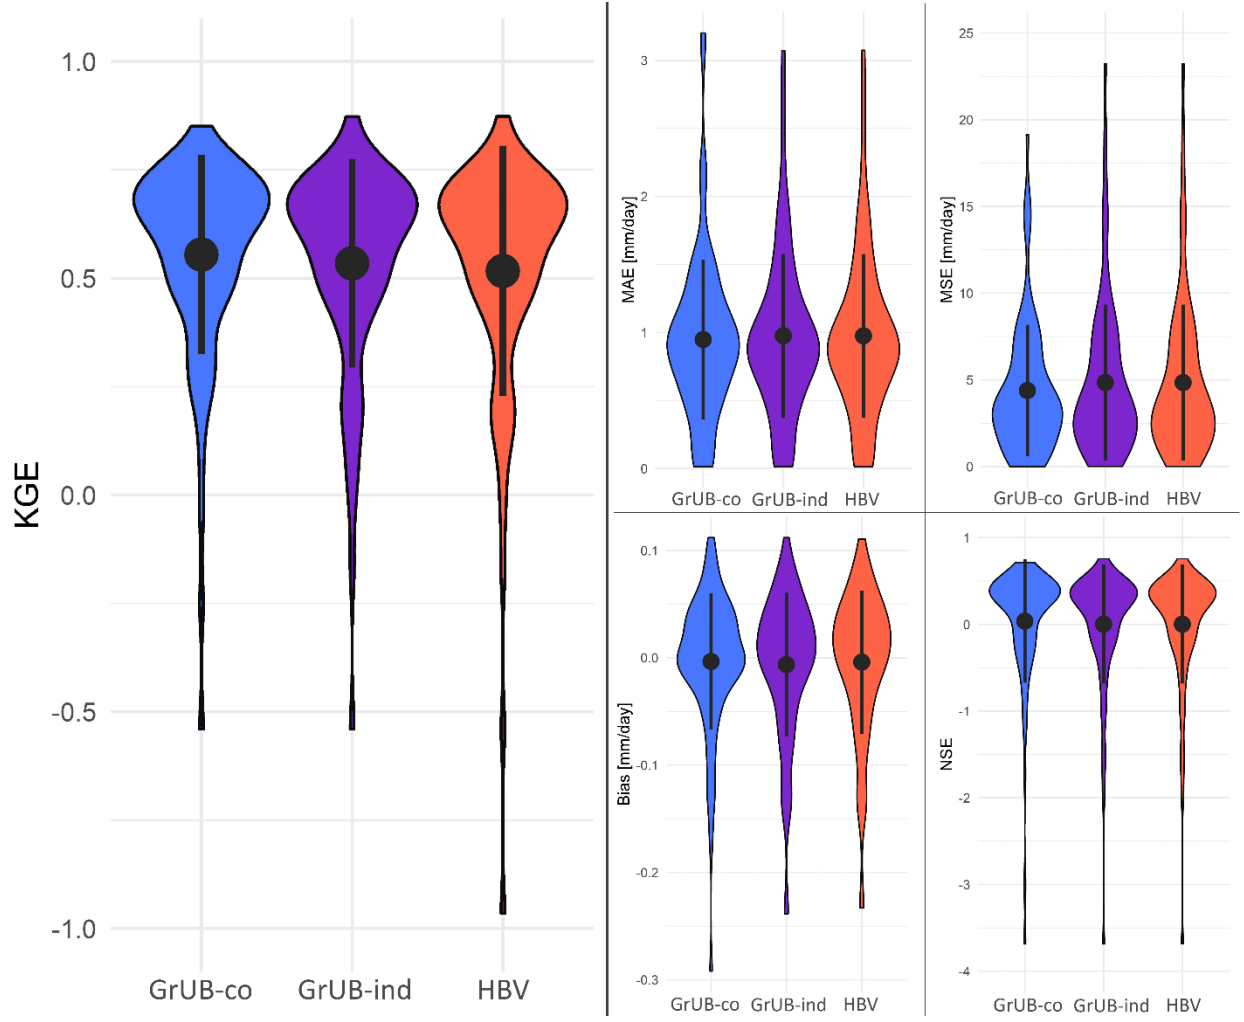 KGE
1.0
0.5
0.0
-0.5
-1.0
GrUB-co GrUB-ind HBV
MAE [mm/day]
3
2
1
0
GrUB-co GrUB-ind HBV
MSE [mm/day]
25
20
15
10
5
0
GrUB-co GrUB-ind HBV
Bias [mm/day]
0.1
0.0
-0.1
-0.2
-0.3
GrUB-co GrUB-ind HBV
NSE
1
0
-1
-2
-3
-4
GrUB-co GrUB-ind HBV